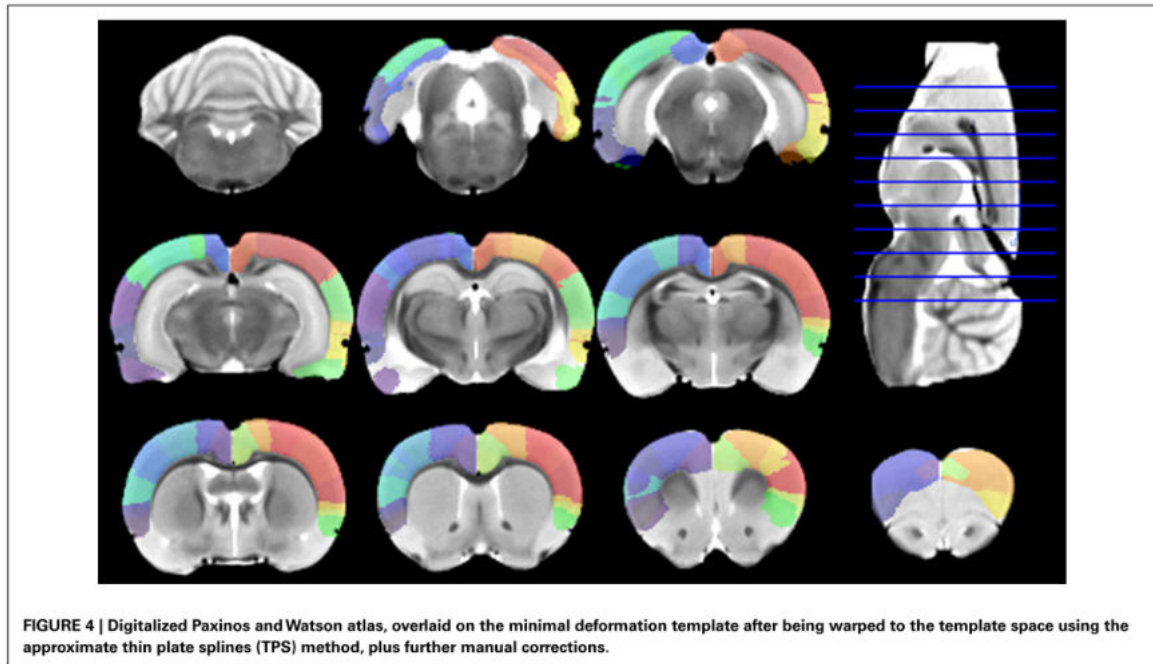 FIGURE 4 | Digitalized Paxinos and Watson atlas, overlaid on the minimal deformation template after being warped to the template space using the
approximate thin plate splines (TPS) method, plus further manual corrections.